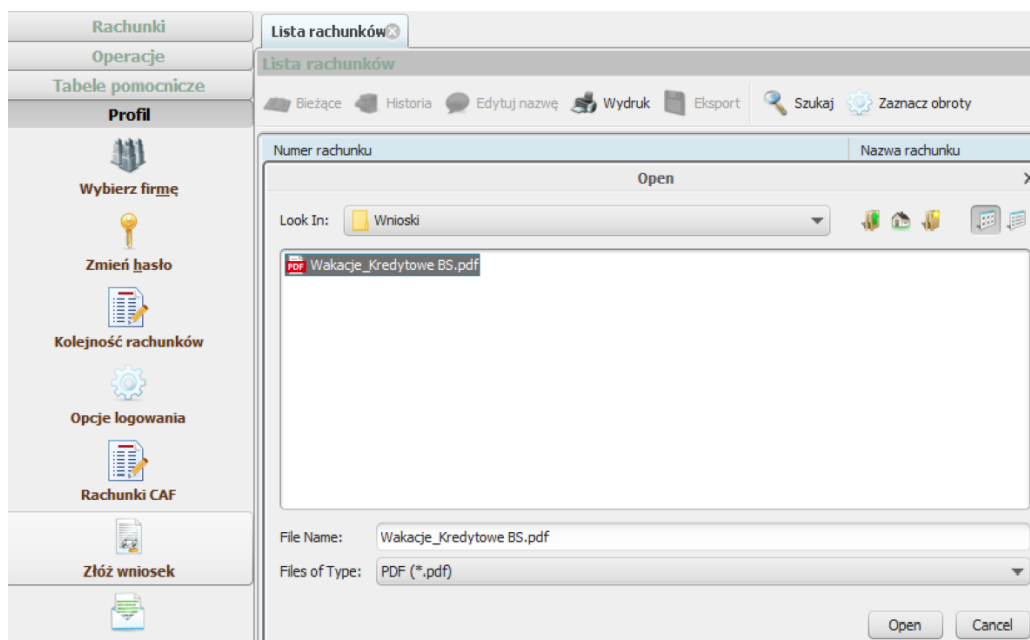 Rachunki
Operacje
Tabele pomocnicze
Profil
Wybierz firmę
Zmień hasło
Kolejność rachunków
Opcje logowania
Rachunki CAF
Złóż wniosek
Lista rachunków
Lista rachunków
Bieżące Historia Edytuj nazwę Wydruk Eksport Szukaj Zaznacz obroty
Numer rachunku Nazwa rachunku
Open
Look In: Wnioski
PDF Wakacje_Kredytowe BS.pdf
File Name: Wakacje_Kredytowe BS.pdf
Files of Type: PDF (*.pdf)
Open Cancel